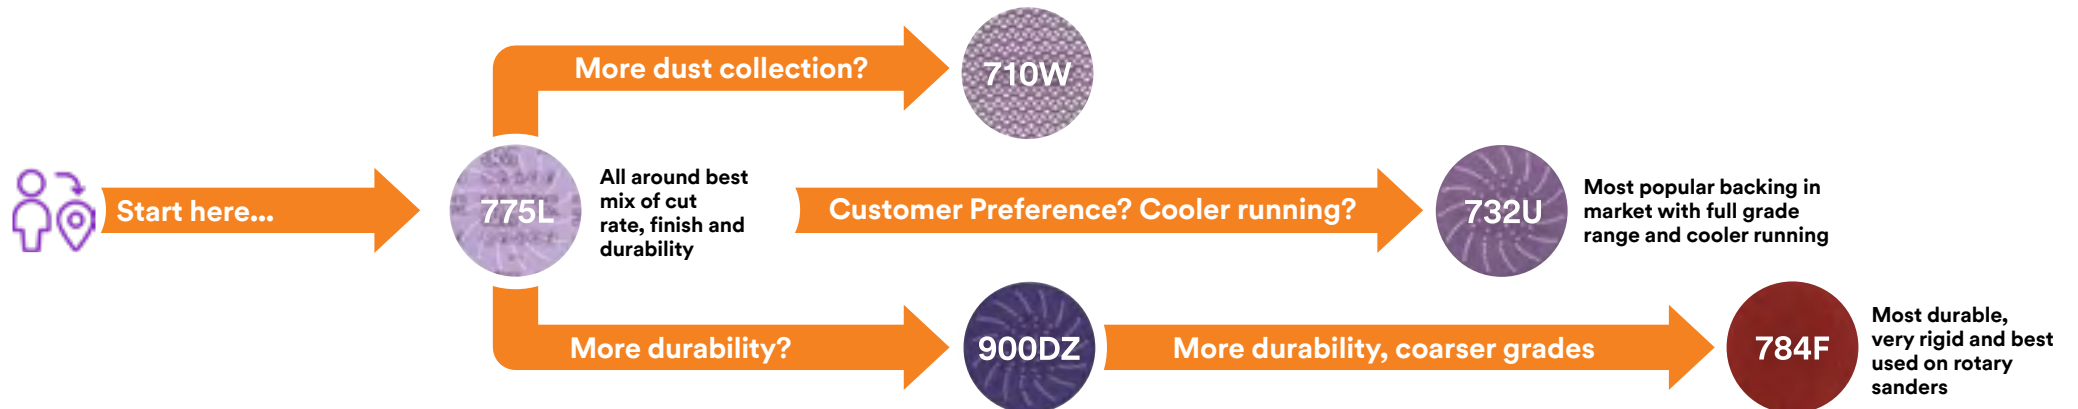 More dust collection?
710W
Start here...
775L
All around best
mix of cut
rate, finish and
durability
Customer Preference? Cooler running?
732U
Most popular backing in
market with full grade
range and cooler running
More durability?
900DZ
More durability, coarser grades
784F
Most durable,
very rigid and best
used on rotary
sanders